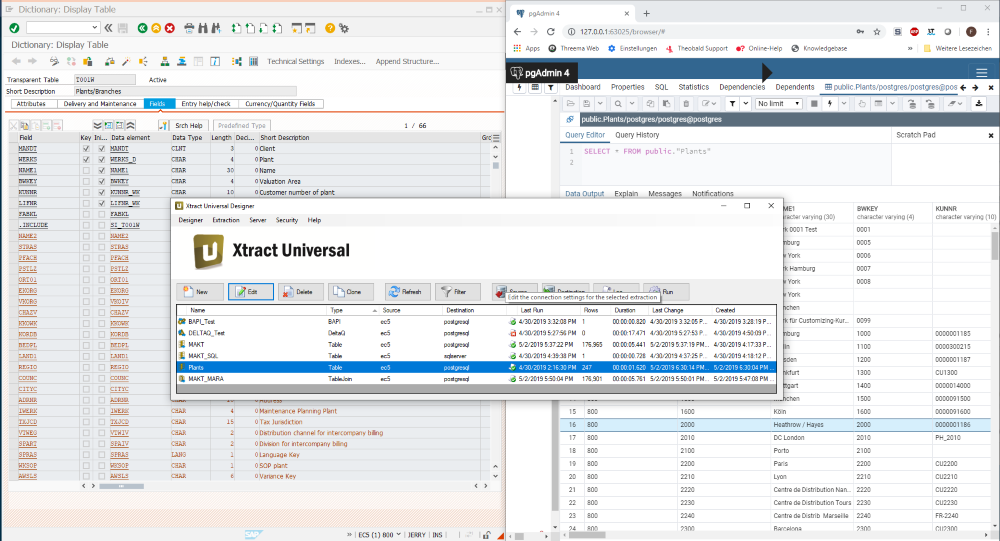 Dictionary: Display Table
Dictionary: Display Table
Technical Settings Indexes... Append Structure...
Transparent Table T001W Active
Short Description Plants/Branches
Attributes Delivery and Maintenance Fields Entry help/check Currency/Quantity Fields
Srch Help Predefined Type 1 / 66
Field Key Ini... Data element Data Type Length Deci... Short Description Gro
MANDT MANDT CLNT 3 0 Client
WERKS WERKS_D CHAR 4 0 Plant
NAME1 NAME1 CHAR 30 0 Name
BWKEY BWKEY CHAR 4 0 Valuation Area
KUNNR KUNNR_WK CHAR 10 0 Customer number of plant
LIFNR LIFNR_WK
FABKL FABKL
.INCLUDE SI_T001W
NAME2 NAME2
STRAS STRAS
PFACH PFACH
PSTLZ PSTLZ
ORT01 ORT01
EKORG EKORG
VKORG VKOIV
CHAZV CHAZV
KKOWK KKOWK
KORDB KORDB
BEDPL BEDPL
LAND1 LAND1
REGIO REGIO
COUNC COUNC
CITYC CITYC
ADRNR ADRNR
IWERK IWERK CHAR 4 0 Maintenance Planning Plant
TXJCD TXJCD CHAR 15 0 Tax Jurisdiction
VTWEG VTWIV CHAR 2 0 Distribution channel for intercompany billing
SPART SPAIV CHAR 2 0 Division for intercompany billing
SPRAS SPRAS LANG 1 0 Language Key
WKSOP WKSOP CHAR 1 0 SOP plant
AWSLS AWSLS CHAR 6 0 Variance Key
SAP
EC5 (1) 800 JERRY INS
Xtract Universal Designer
Designer Extraction Server Security Help
Xtract Universal
New Edit Delete Clone Refresh Filter Source Destination Log Run
Edit the connection settings for the selected extraction
Name Type Source Destination Last Run Rows Duration Last Change Created
BAPI_Test BAPI ec5 postgresql 4/30/2019 3:32:08 PM 1 00:00:00.820 4/30/2019 3:32:05 P... 4/30/2019 3:28:19 P...
DELTAQ_Test DeltaQ ec5 postgresql 4/30/2019 5:27:56 PM 0 00:00:17.471 4/30/2019 5:27:53 P... 4/30/2019 4:50:03 P...
MAKT Table ec5 postgresql 5/2/2019 5:37:22 PM 176,965 00:00:05.441 5/2/2019 5:37:19 PM... 4/30/2019 4:17:33 P...
MAKT_SQL Table ec5 sqlserver 4/30/2019 4:39:38 PM 1 00:00:00.728 4/30/2019 4:37:25 P... 4/30/2019 4:18:12 P...
Plants Table ec5 postgresql 4/30/2019 2:16:30 PM 247 00:00:01.620 5/2/2019 6:30:14 PM... 5/2/2019 6:30:04 PM...
MAKT_MARA TableJoin ec5 postgresql 5/2/2019 5:50:04 PM 176,901 00:00:05.761 5/2/2019 5:50:01 PM... 5/2/2019 5:47:08 PM...
pgAdmin 4
127.0.0.1:63025/browser/#
Apps Threema Web Einstellungen Theobald Support Online-Help Knowledgebase » Weitere Lesezeichen
pgAdmin 4
Dashboard Properties SQL Statistics Dependencies Dependents public.Plants/postgres/postgres@pos
No limit
public.Plants/postgres/postgres@postgres
Query Editor Query History Scratch Pad
1 SELECT * FROM public."Plants"
2
Data Output Explain Messages Notifications
AME1 BWKEY KUNNR
character varying (30) character varying (4) character varying (10)
rk 0001 Test 0001
mburg 0005
w York 0006
rk Hamburg 0007
w York 0008
mburg
w York
rk für Customizing-Kur... 0099
mburg 1000 0000001185
rlin 1100 0000300215
esden 1200 0000001187
ankfurt 1300 CU1300
uttgart 1400 0000014000
nchen 1500 0000091500
15 800 1600 Köln 1600 0000091600
16 800 2000 Heathrow / Hayes 2000 0000001186
17 800 2010 DC London 2010 PH_2010
18 800 2100 Porto 2100
19 800 2200 Paris 2200 CU2200
20 800 2210 Lyon 2210 CU2210
21 800 2220 Centre de Distribution Nan... 2220 CU2220
22 800 2230 Centre de Distribution Tours 2230 CU2230
23 800 2240 Centre de Distrib. Marseille 2240 FR-2240
24 800 2300 Barcelona 2300 CU2300